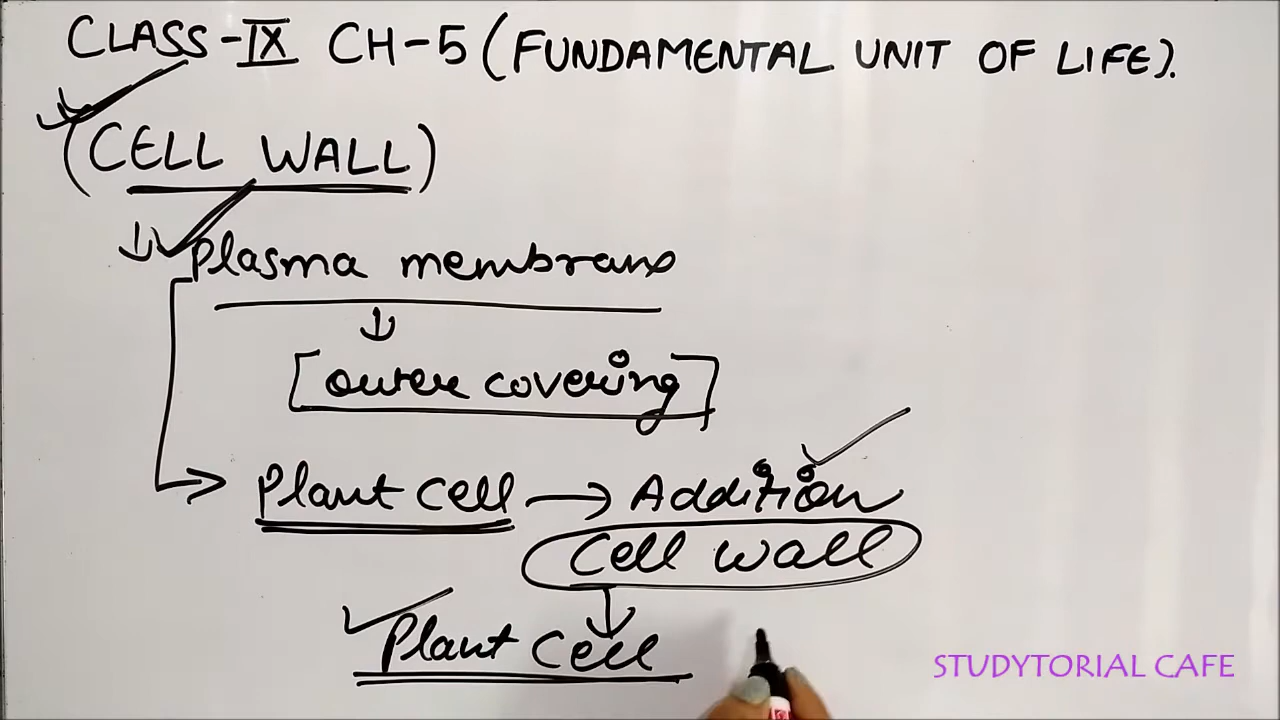 CLASS-IX CH-5 (FUNDAMENTAL UNIT OF LIFE).
(CELL WALL)
↓ Plasma membrane
↓
[outer covering]
→ Plant cell → Addition
Cell wall
↓
Plant cell
STUDYTORIAL CAFE